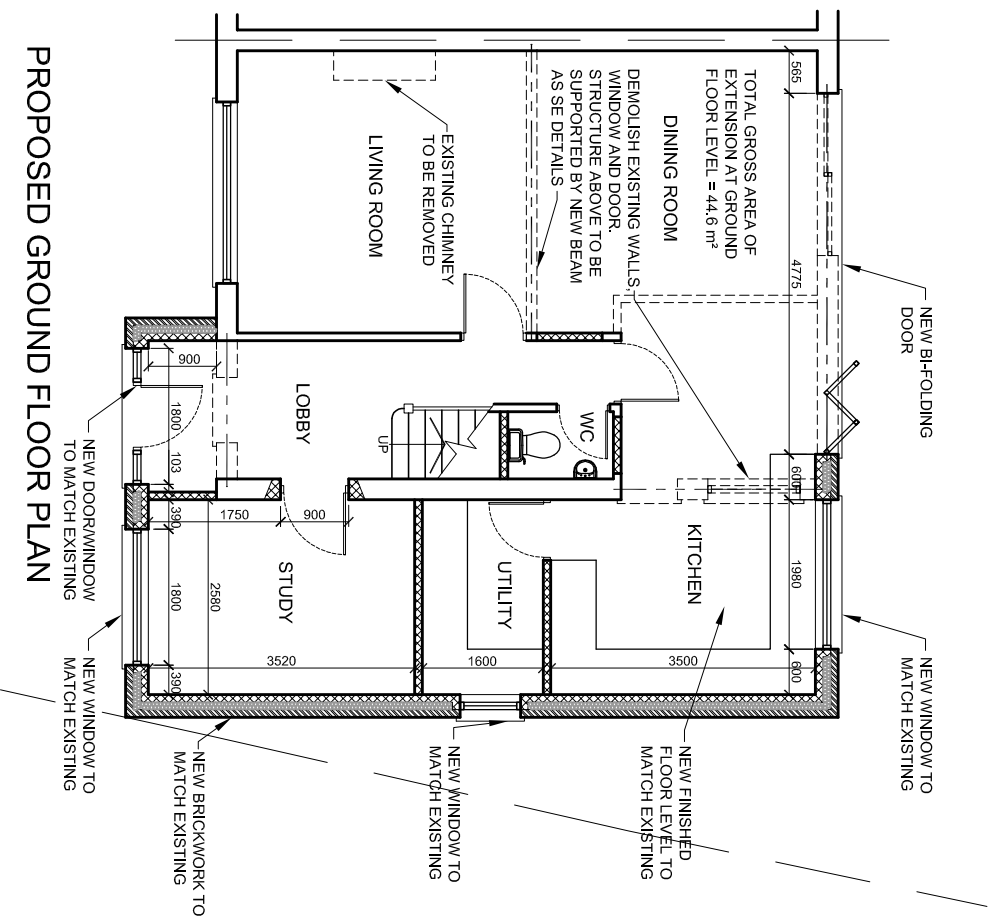 NEW BI-FOLDING
DOOR
NEW WINDOW TO
MATCH EXISTING
565
4775
600
1980
600
TOTAL GROSS AREA OF
EXTENSION AT GROUND
FLOOR LEVEL = 44.6 m²
DINING ROOM
DEMOLISH EXISTING WALLS,
WINDOW AND DOOR.
STRUCTURE ABOVE TO BE
SUPPORTED BY NEW BEAM
AS SE DETAILS
KITCHEN
3500
NEW FINISHED
FLOOR LEVEL TO
MATCH EXISTING
WC
UTILITY
1600
NEW WINDOW TO
MATCH EXISTING
EXISTING CHIMNEY
TO BE REMOVED
LIVING ROOM
UP
LOBBY
STUDY
900
1750
900
3520
2580
900
1800
103
390
1800
390
NEW BRICKWORK TO
MATCH EXISTING
NEW DOOR/WINDOW
TO MATCH EXISTING
NEW WINDOW TO
MATCH EXISTING
PROPOSED GROUND FLOOR PLAN